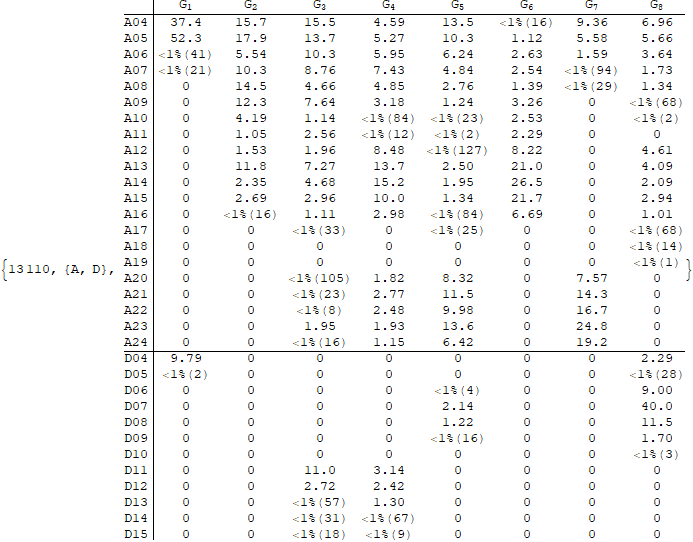 G1 G2 G3 G4 G5 G6 G7 G8
A04 37.4 15.7 15.5 4.59 13.5 <1%(16) 9.36 6.96
A05 52.3 17.9 13.7 5.27 10.3 1.12 5.58 5.66
A06 <1%(41) 5.54 10.3 5.95 6.24 2.63 1.59 3.64
A07 <1%(21) 10.3 8.76 7.43 4.84 2.54 <1%(94) 1.73
A08 0 14.5 4.66 4.85 2.76 1.39 <1%(29) 1.34
A09 0 12.3 7.64 3.18 1.24 3.26 0 <1%(68)
A10 0 4.19 1.14 <1%(84) <1%(23) 2.53 0 <1%(2)
A11 0 1.05 2.56 <1%(12) <1%(2) 2.29 0 0
A12 0 1.53 1.96 8.48 <1%(127) 8.22 0 4.61
A13 0 11.8 7.27 13.7 2.50 21.0 0 4.09
A14 0 2.35 4.68 15.2 1.95 26.5 0 2.09
A15 0 2.69 2.96 10.0 1.34 21.7 0 2.94
A16 0 <1%(16) 1.11 2.98 <1%(84) 6.69 0 1.01
A17 0 0 <1%(33) 0 <1%(25) 0 0 <1%(68)
A18 0 0 0 0 0 0 0 <1%(14)
A19 0 0 0 0 0 0 0 <1%(1)
{13110, {A, D}, }
A20 0 0 <1%(105) 1.82 8.32 0 7.57 0
A21 0 0 <1%(23) 2.77 11.5 0 14.3 0
A22 0 0 <1%(8) 2.48 9.98 0 16.7 0
A23 0 0 1.95 1.93 13.6 0 24.8 0
A24 0 0 <1%(16) 1.15 6.42 0 19.2 0
D04 9.79 0 0 0 0 0 0 2.29
D05 <1%(2) 0 0 0 0 0 0 <1%(28)
D06 0 0 0 0 <1%(4) 0 0 9.00
D07 0 0 0 0 2.14 0 0 40.0
D08 0 0 0 0 1.22 0 0 11.5
D09 0 0 0 0 <1%(16) 0 0 1.70
D10 0 0 0 0 0 0 0 <1%(3)
D11 0 0 11.0 3.14 0 0 0 0
D12 0 0 2.72 2.42 0 0 0 0
D13 0 0 <1%(57) 1.30 0 0 0 0
D14 0 0 <1%(31) <1%(67) 0 0 0 0
D15 0 0 <1%(18) <1%(9) 0 0 0 0